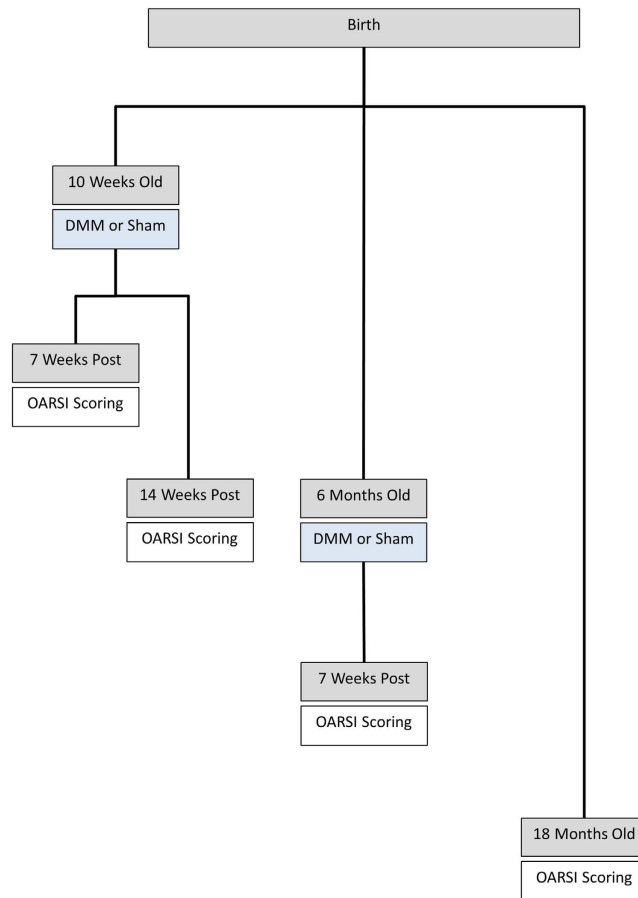 Birth
10 Weeks Old
DMM or Sham
7 Weeks Post
OARSI Scoring
14 Weeks Post
OARSI Scoring
6 Months Old
DMM or Sham
7 Weeks Post
OARSI Scoring
18 Months Old
OARSI Scoring